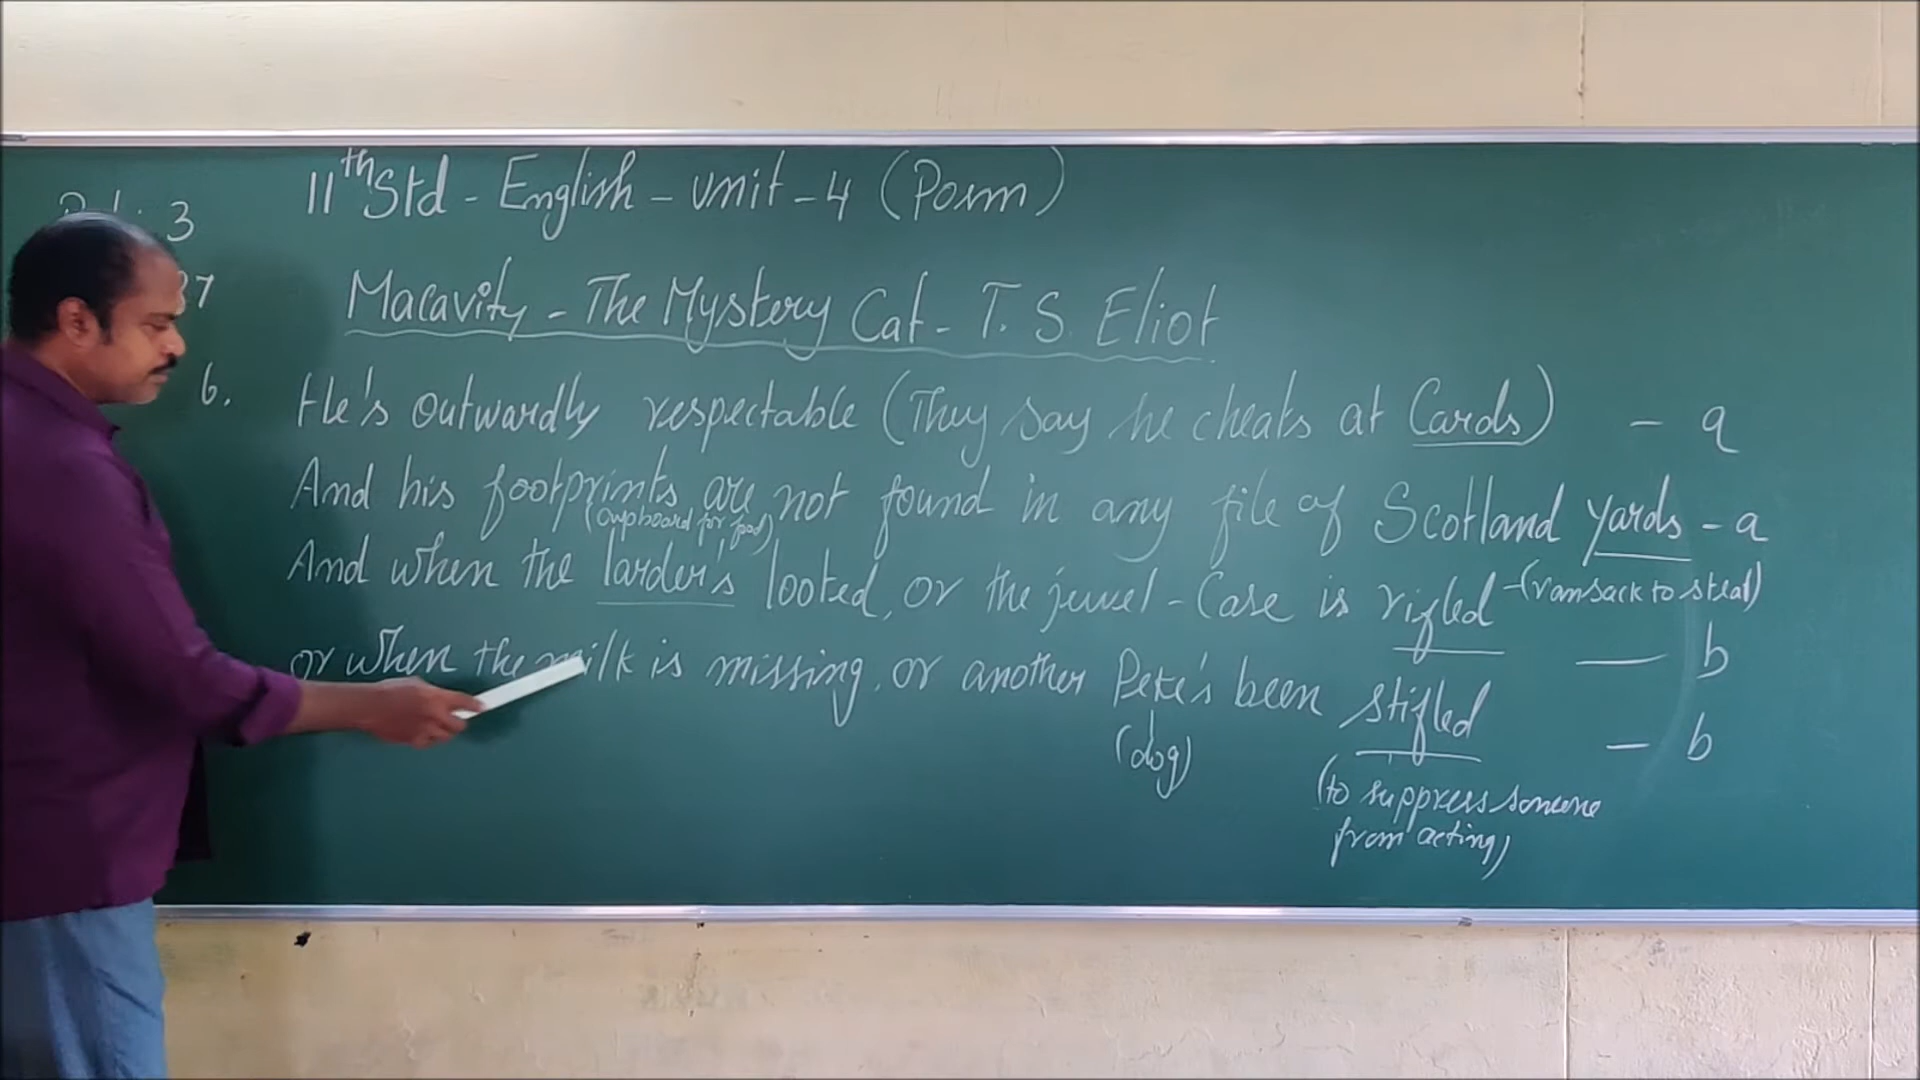 11th Std - English - unit - 4 (Poem)
3
37
Macavity - The Mystery Cat - T. S. Eliot
6. He's outwardly respectable (They say he cheats at Cards) - a
And his footprints are not found in any file of Scotland yards - a
(cupboard for food)
And when the larder's looted, or the jewel - Case is rifled - (ransack to steal)
— b
or when the milk is missing, or another Peke's been stifled - b
(dog)
(to suppress someone
from acting)